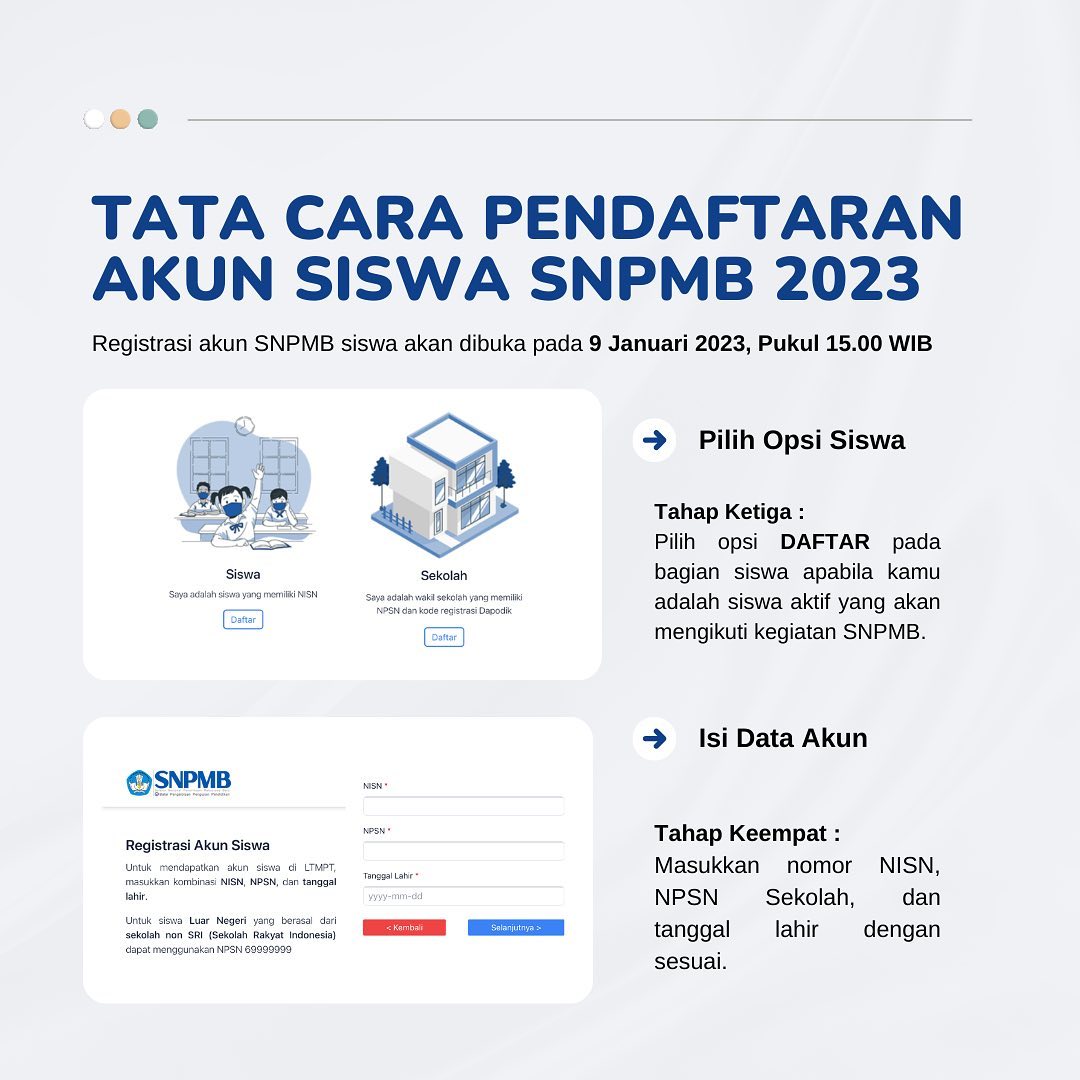 TATA CARA PENDAFTARAN
AKUN SISWA SNPMB 2023
Registrasi akun SNPMB siswa akan dibuka pada 9 Januari 2023, Pukul 15.00 WIB
Siswa
Saya adalah siswa yang memiliki NISN
Daftar
Sekolah
Saya adalah wakil sekolah yang memiliki
NPSN dan kode registrasi Dapodik
Daftar
Pilih Opsi Siswa
Tahap Ketiga :
Pilih opsi DAFTAR pada
bagian siswa apabila kamu
adalah siswa aktif yang akan
mengikuti kegiatan SNPMB.
SNPMB
Registrasi Akun Siswa
Untuk mendapatkan akun siswa di LTMPT,
masukkan kombinasi NISN, NPSN, dan tanggal
lahir.
Untuk siswa Luar Negeri yang berasal dari
sekolah non SRI (Sekolah Rakyat Indonesia)
dapat menggunakan NPSN 69999999
NISN *
NPSN *
Tanggal Lahir *
yyyy-mm-dd
< Kembali
Selanjutnya >
Isi Data Akun
Tahap Keempat :
Masukkan nomor NISN,
NPSN Sekolah, dan
tanggal lahir dengan
sesuai.